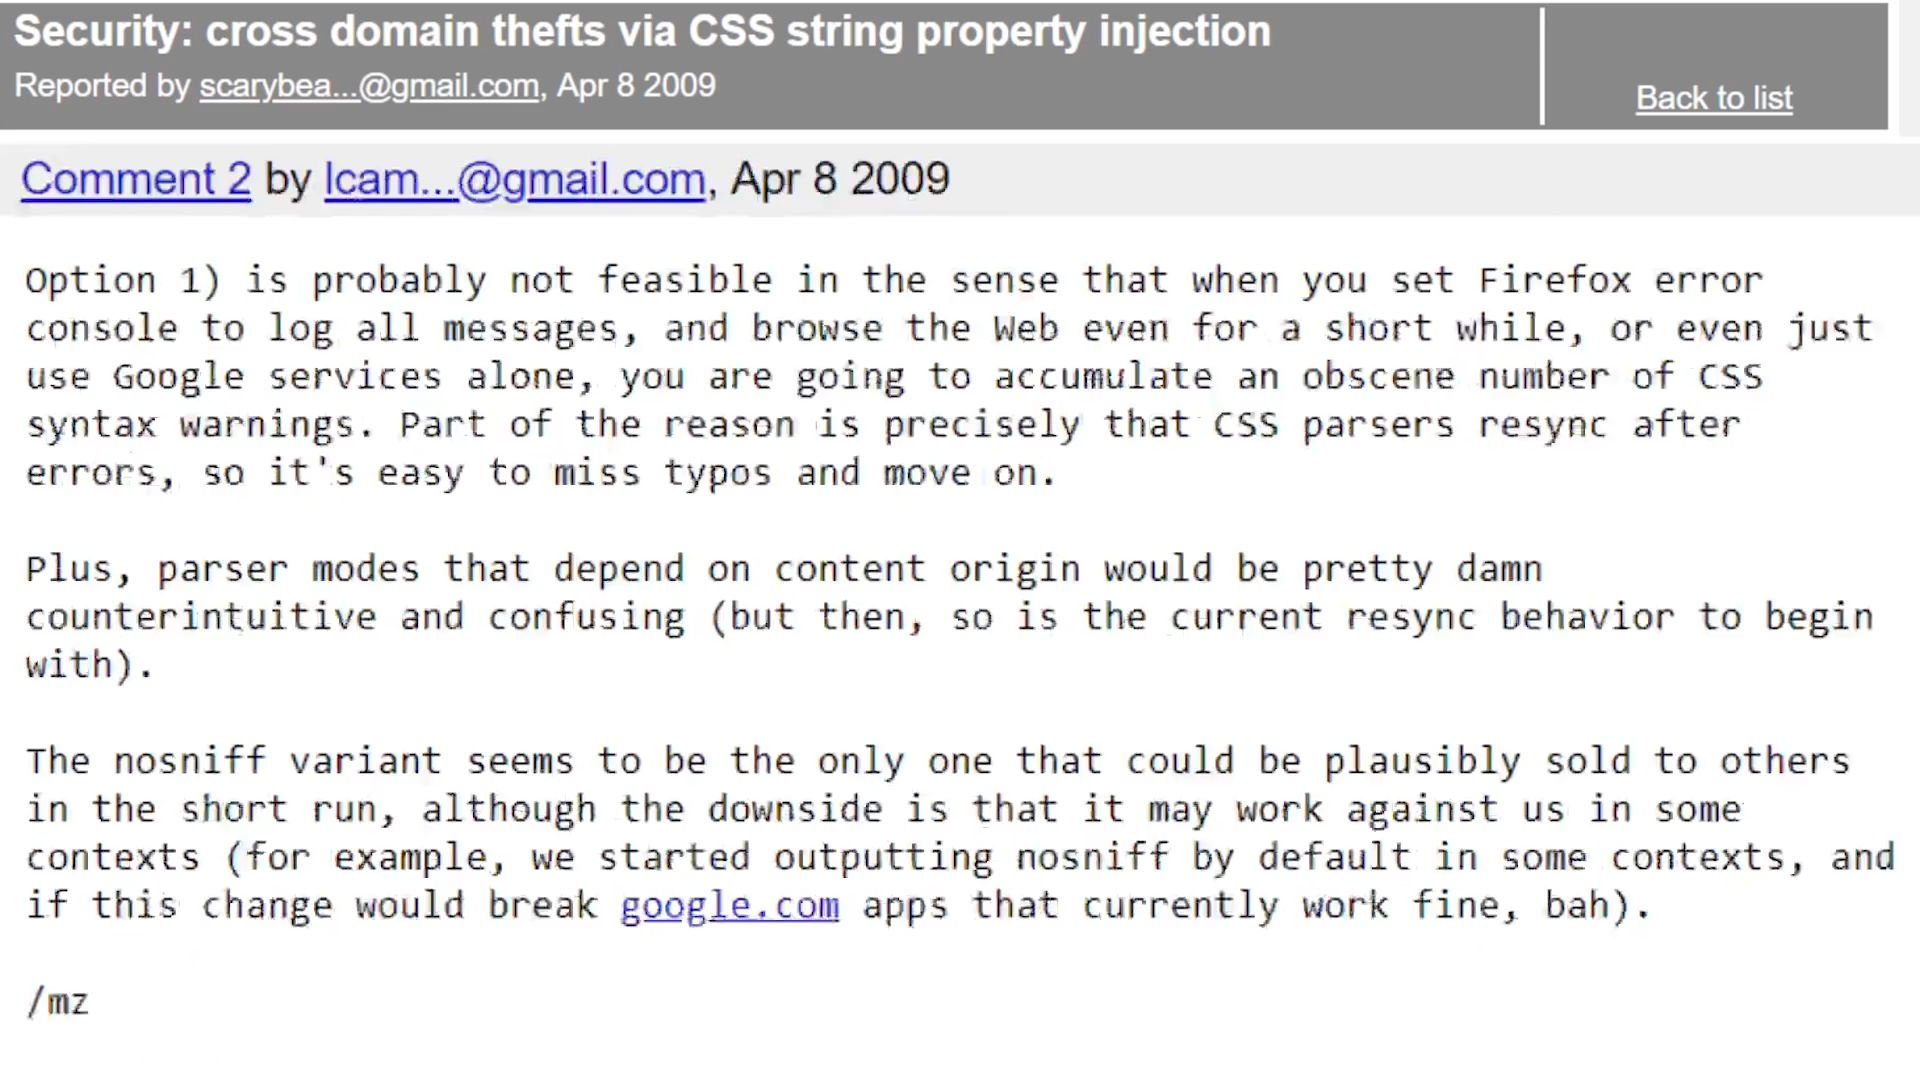 Security: cross domain thefts via CSS string property injection
Reported by scarybea...@gmail.com, Apr 8 2009
Back to list
Comment 2 by lcam...@gmail.com, Apr 8 2009
Option 1) is probably not feasible in the sense that when you set Firefox error
console to log all messages, and browse the Web even for a short while, or even just
use Google services alone, you are going to accumulate an obscene number of CSS
syntax warnings. Part of the reason is precisely that CSS parsers resync after
errors, so it's easy to miss typos and move on.
Plus, parser modes that depend on content origin would be pretty damn
counterintuitive and confusing (but then, so is the current resync behavior to begin
with).
The nosniff variant seems to be the only one that could be plausibly sold to others
in the short run, although the downside is that it may work against us in some
contexts (for example, we started outputting nosniff by default in some contexts, and
if this change would break google.com apps that currently work fine, bah).
/mz